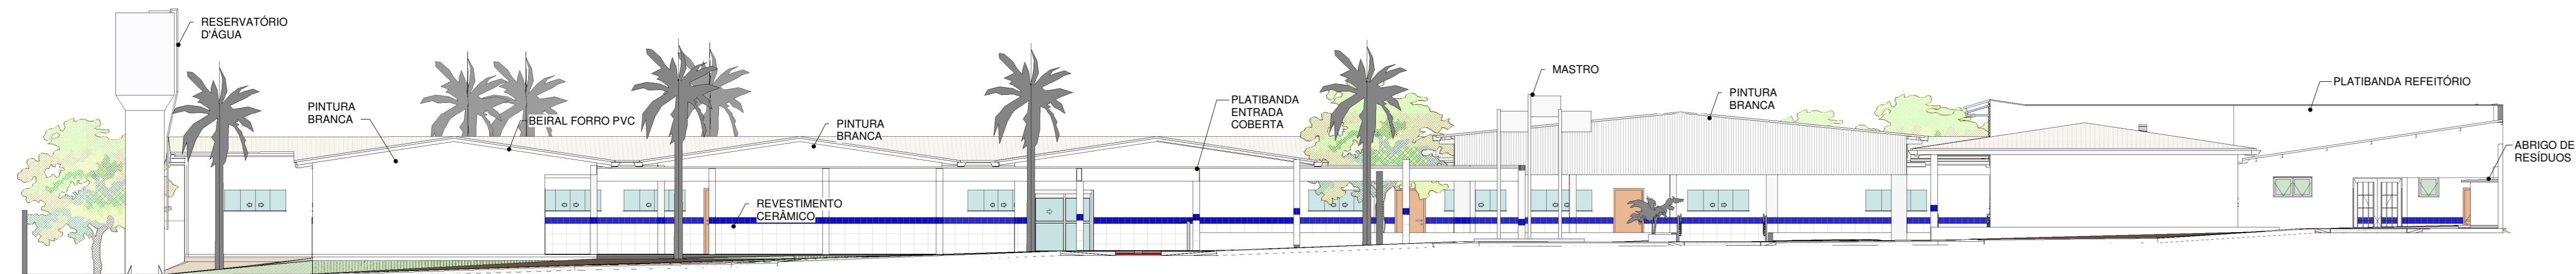 RESERVATÓRIO
D'ÁGUA
PINTURA
BRANCA
BEIRAL FORRO PVC
PINTURA
BRANCA
REVESTIMENTO
CERÂMICO
PLATIBANDA
ENTRADA
COBERTA
MASTRO
PINTURA
BRANCA
PLATIBANDA REFEITÓRIO
ABRIGO DE
RESÍDUOS